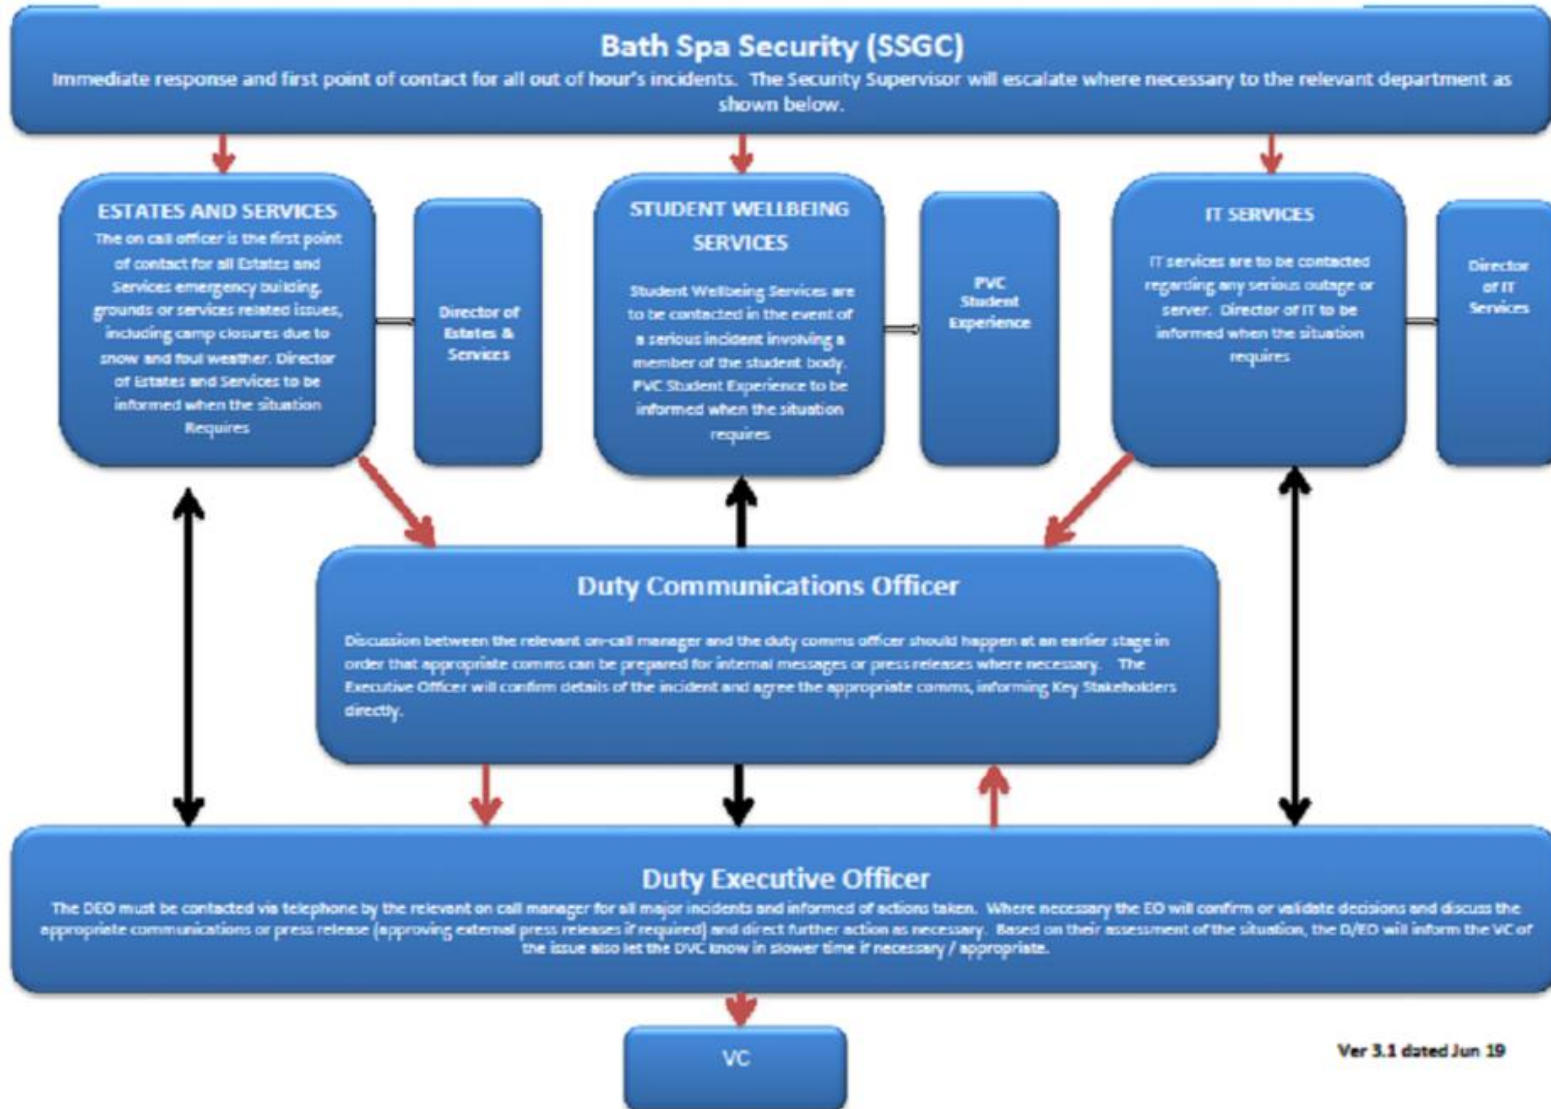 Bath Spa Security (SSGC)
Immediate response and first point of contact for all out of hour's incidents. The Security Supervisor will escalate where necessary to the relevant department as
shown below.
ESTATES AND SERVICES
The on call officer is the first point
of contact for all Estates and
Services emergency building,
grounds or services related issues,
including camp closures due to
snow and foul weather. Director
of Estates and Services to be
informed when the situation
Requires
Director of
Estates &
Services
STUDENT WELLBEING
SERVICES
Student Wellbeing Services are
to be contacted in the event of
a serious incident involving a
member of the student body.
PVC Student Experience to be
informed when the situation
requires
PVC
Student
Experience
IT SERVICES
IT services are to be contacted
regarding any serious outage or
server. Director of IT to be
informed when the situation
requires
Director
of IT
Services
Duty Communications Officer
Discussion between the relevant on-call manager and the duty comms officer should happen at an earlier stage in
order that appropriate comms can be prepared for internal messages or press releases where necessary. The
Executive Officer will confirm details of the incident and agree the appropriate comms, informing Key Stakeholders
directly.
Duty Executive Officer
The DEO must be contacted via telephone by the relevant on call manager for all major incidents and informed of actions taken. Where necessary the EO will confirm or validate decisions and discuss the
appropriate communications or press release (approving external press releases if required) and direct further action as necessary. Based on their assessment of the situation, the D/EO will inform the VC of
the issue also let the DVC know in slower time if necessary / appropriate.
VC
Ver 3.1 dated Jun 19